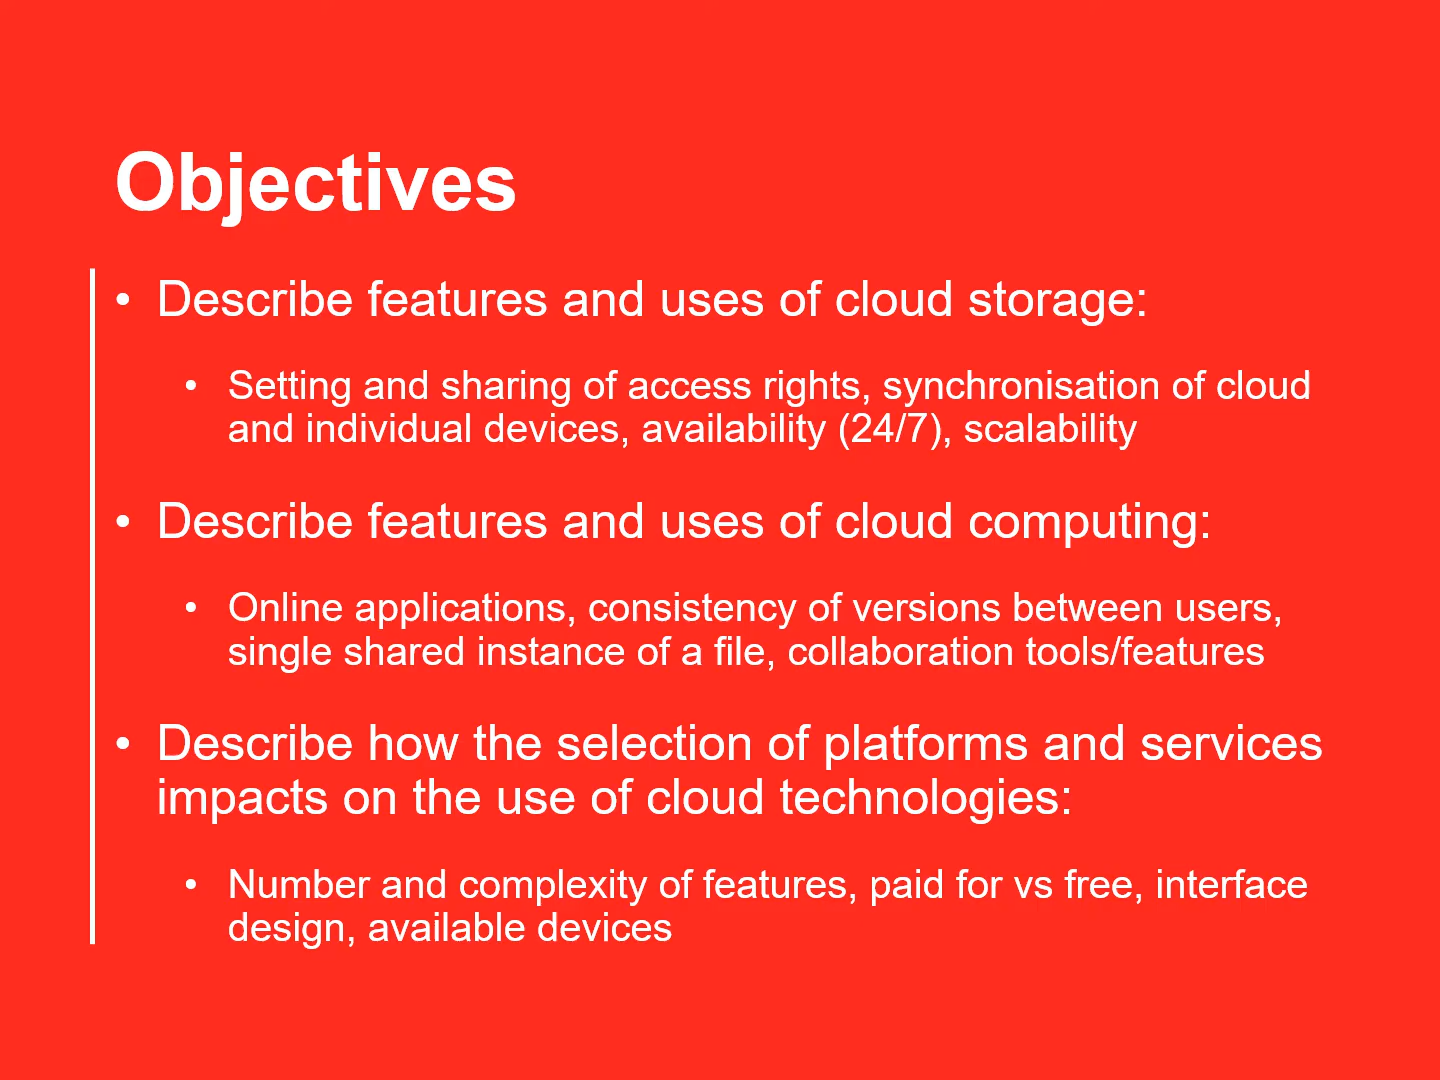 Objectives
• Describe features and uses of cloud storage:
• Setting and sharing of access rights, synchronisation of cloud
and individual devices, availability (24/7), scalability
• Describe features and uses of cloud computing:
• Online applications, consistency of versions between users,
single shared instance of a file, collaboration tools/features
• Describe how the selection of platforms and services
impacts on the use of cloud technologies:
• Number and complexity of features, paid for vs free, interface
design, available devices